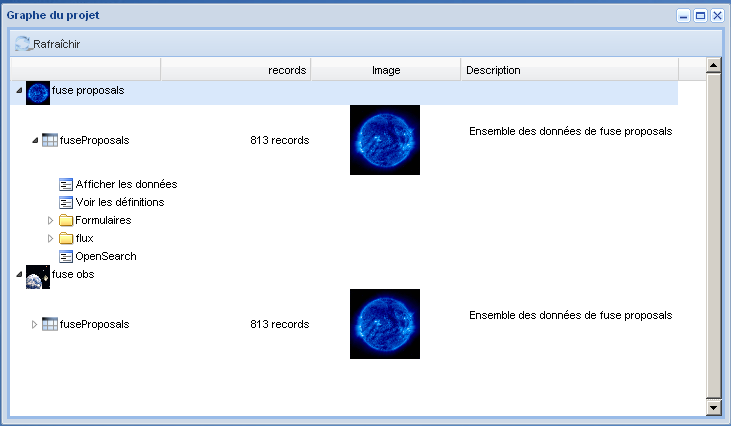 Graphe du projet
Rafraîchir
records Image Description
fuse proposals
fuseProposals 813 records Ensemble des données de fuse proposals
Afficher les données
Voir les définitions
Formulaires
flux
OpenSearch
fuse obs
fuseProposals 813 records Ensemble des données de fuse proposals